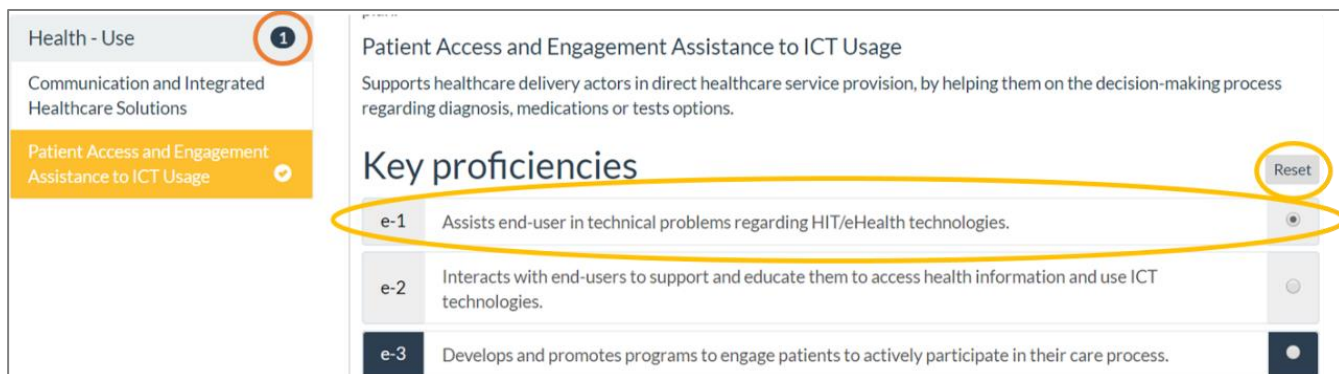 Health - Use 1
Communication and Integrated
Healthcare Solutions
Patient Access and Engagement
Assistance to ICT Usage
Patient Access and Engagement Assistance to ICT Usage
Supports healthcare delivery actors in direct healthcare service provision, by helping them on the decision-making process
regarding diagnosis, medications or tests options.
Key proficiencies
Reset
e-1 Assists end-user in technical problems regarding HIT/eHealth technologies.
e-2 Interacts with end-users to support and educate them to access health information and use ICT
technologies.
e-3 Develops and promotes programs to engage patients to actively participate in their care process.